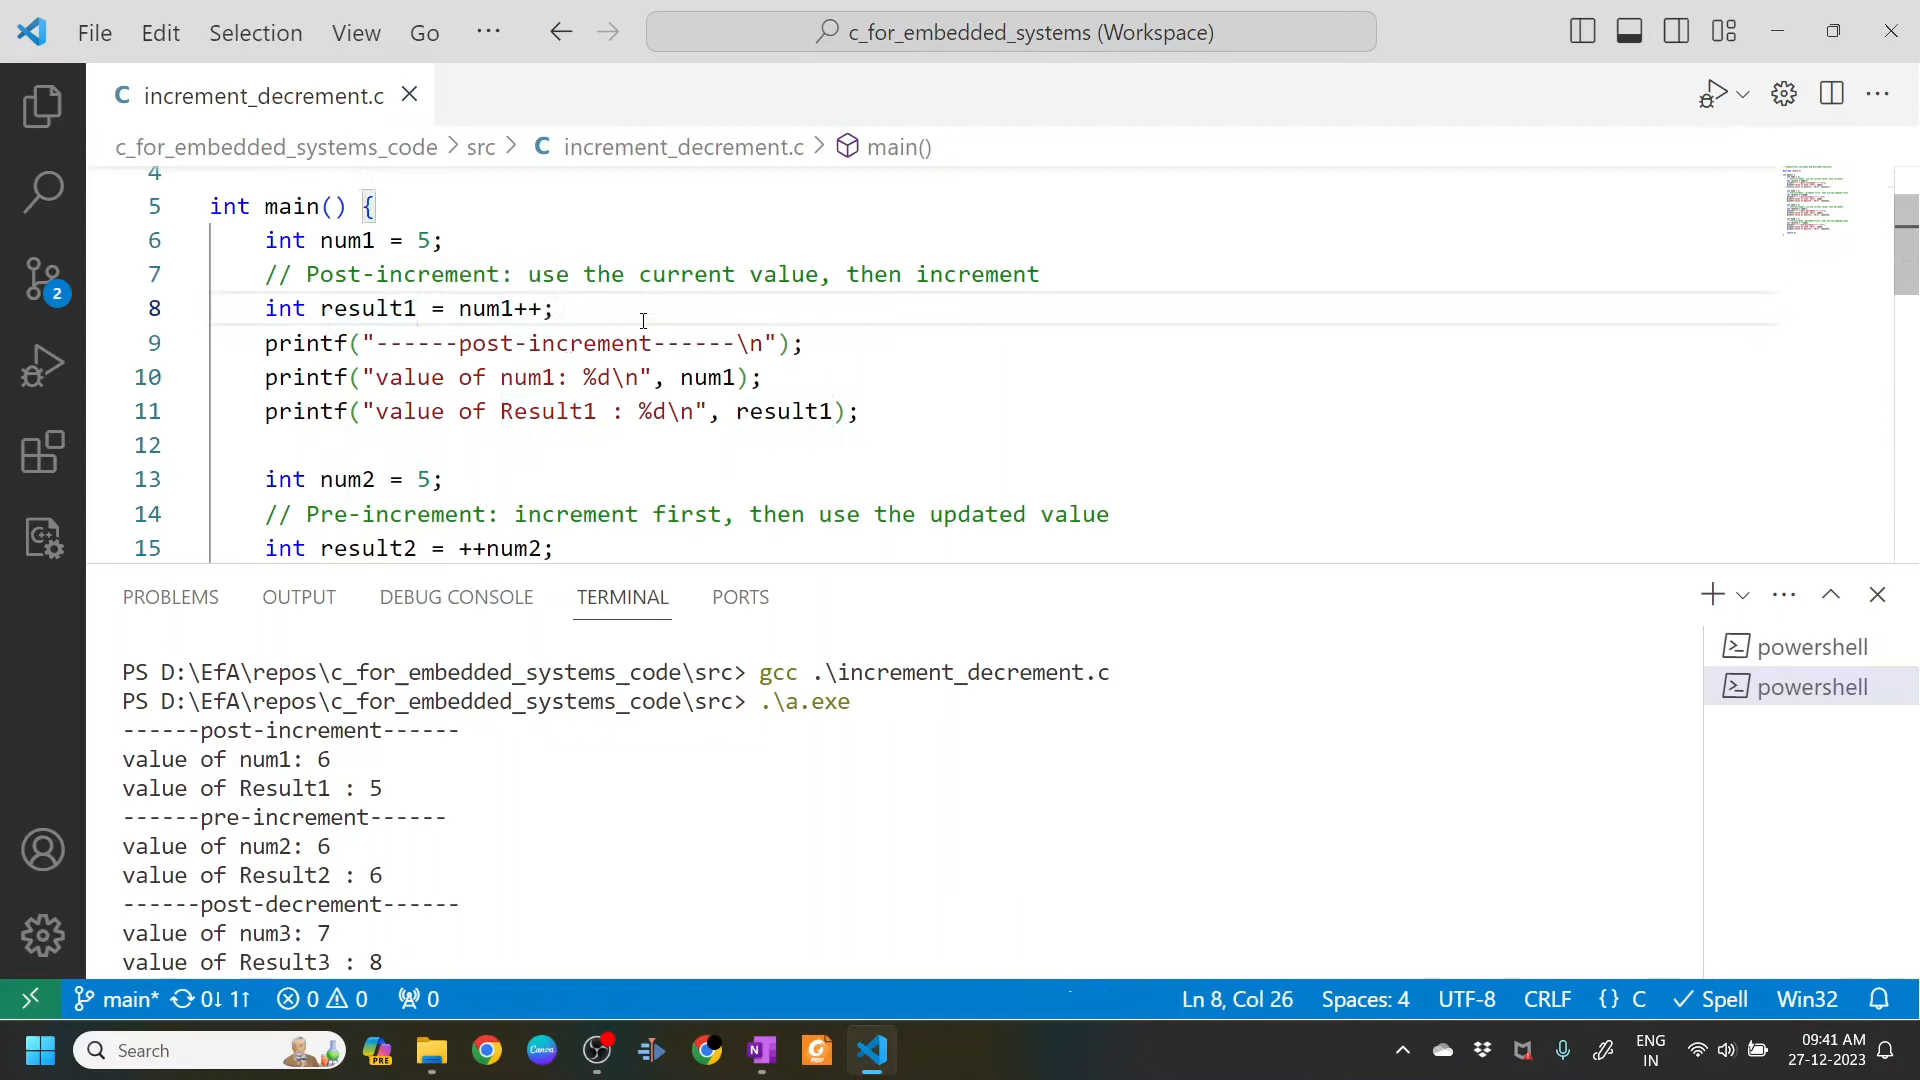 File Edit Selection View Go ··· c_for_embedded_systems (Workspace)
C increment_decrement.c
c_for_embedded_systems_code > src > C increment_decrement.c > main()
4
5 int main() {
6 int num1 = 5;
7 // Post-increment: use the current value, then increment
8 int result1 = num1++;
9 printf("------post-increment------\n");
10 printf("value of num1: %d\n", num1);
11 printf("value of Result1 : %d\n", result1);
12
13 int num2 = 5;
14 // Pre-increment: increment first, then use the updated value
15 int result2 = ++num2;
2
PROBLEMS OUTPUT DEBUG CONSOLE TERMINAL PORTS
powershell
powershell
PS D:\EfA\repos\c_for_embedded_systems_code\src> gcc .\increment_decrement.c
PS D:\EfA\repos\c_for_embedded_systems_code\src> .\a.exe
------post-increment------
value of num1: 6
value of Result1 : 5
------pre-increment------
value of num2: 6
value of Result2 : 6
------post-decrement------
value of num3: 7
value of Result3 : 8
main* 0↓ 1↑ 0 0 0 Ln 8, Col 26 Spaces: 4 UTF-8 CRLF {} C Spell Win32
Search PRE Canva ENG
IN
09:41 AM
27-12-2023